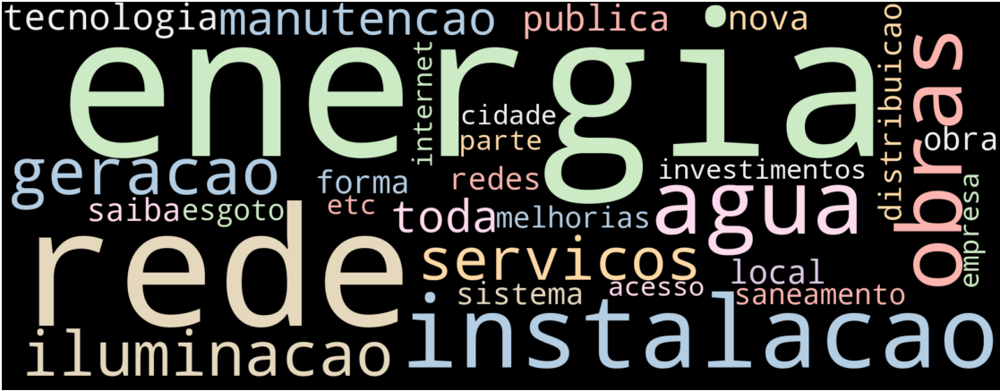 tecnologia
manutencao
publica
nova
energia
internet
distribuicao
obras
cidade
parte
obra
geracao
forma
redes
investimentos
saiba
esgoto
etc
toda
melhorias
agua
empresa
rede
servicos
local
sistema
acesso
saneamento
iluminacao
instalacao